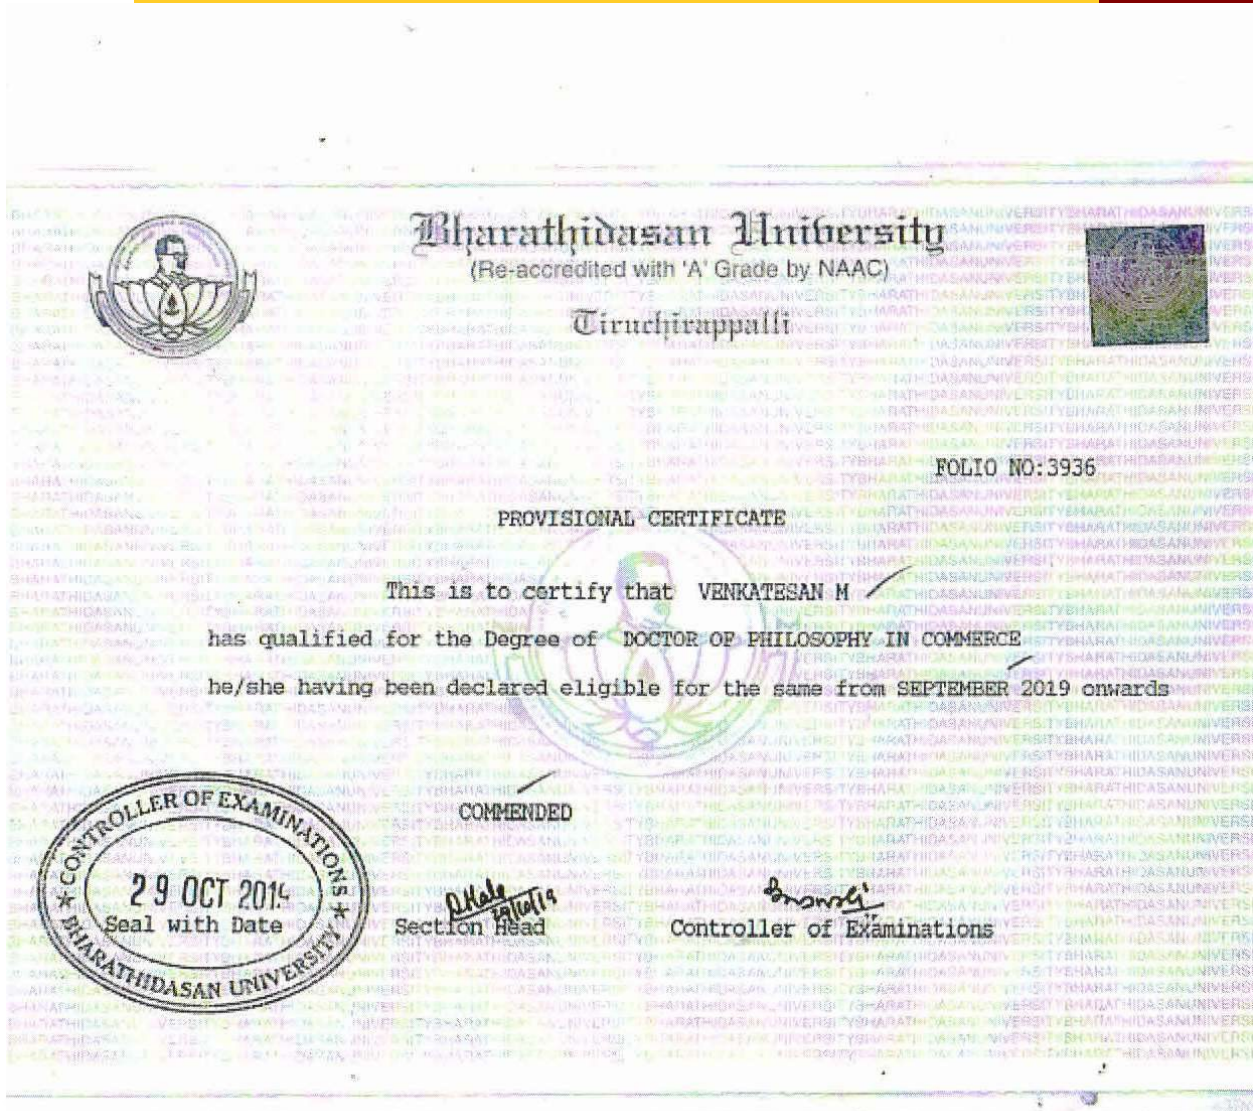 Bharathidasan University
(Re-accredited with 'A' Grade by NAAC)
Tiruchirappalli
FOLIO NO:3936
PROVISIONAL CERTIFICATE
This is to certify that VENKATESAN M
has qualified for the Degree of DOCTOR OF PHILOSOPHY IN COMMERCE
he/she having been declared eligible for the same from SEPTEMBER 2019 onwards
COMMENDED
CONTROLLER OF EXAMINATIONS
29 OCT 2019
Seal with Date
BHARATHIDASAN UNIVERSITY
Section Head
Controller of Examinations